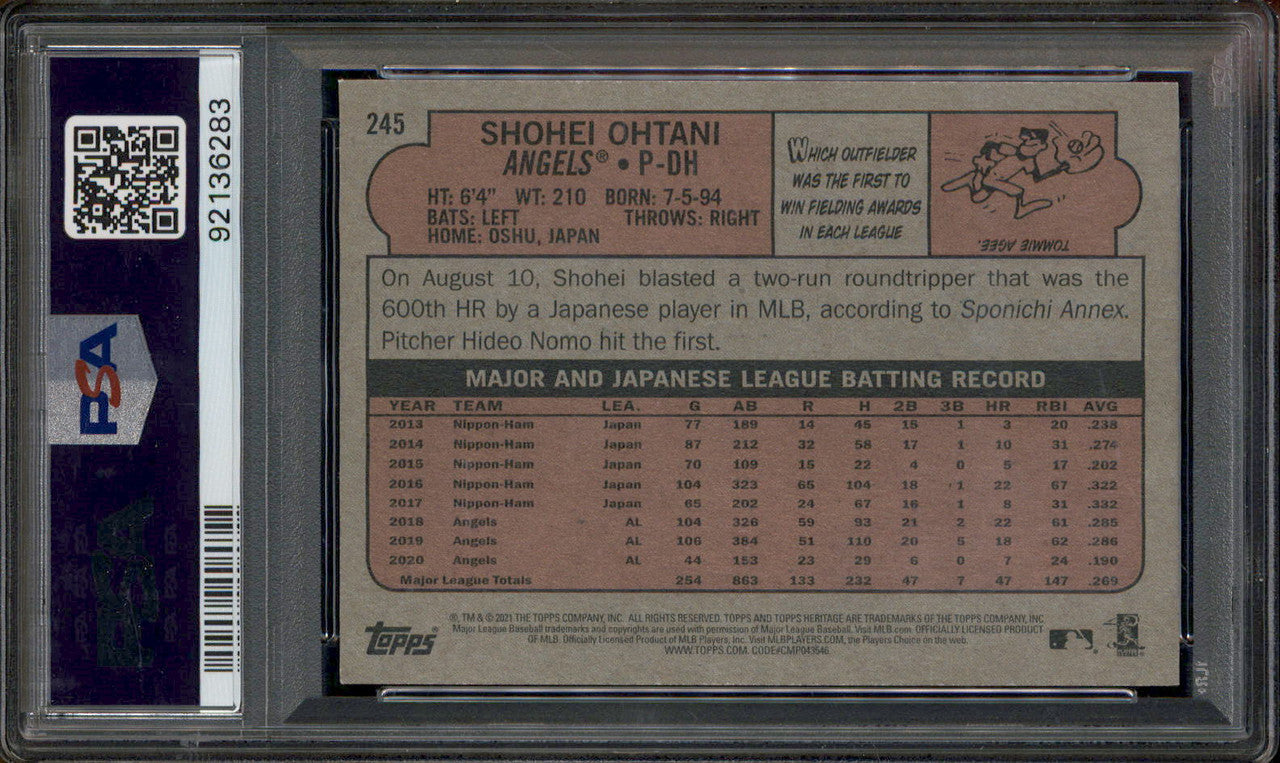 92136283
PSA
245
SHOHEI OHTANI
ANGELS® • P-DH
HT: 6'4" WT: 210 BORN: 7-5-94
BATS: LEFT THROWS: RIGHT
HOME: OSHU, JAPAN
WHICH OUTFIELDER
WAS THE FIRST TO
WIN FIELDING AWARDS
IN EACH LEAGUE
TOMMIE AGEE.
On August 10, Shohei blasted a two-run roundtripper that was the
600th HR by a Japanese player in MLB, according to Sponichi Annex.
Pitcher Hideo Nomo hit the first.
MAJOR AND JAPANESE LEAGUE BATTING RECORD
YEAR TEAM LEA. G AB R H 2B 3B HR RBI AVG
2013 Nippon-Ham Japan 77 189 14 45 15 1 3 20 .238
2014 Nippon-Ham Japan 87 212 32 58 17 1 10 31 .274
2015 Nippon-Ham Japan 70 109 15 22 4 0 5 17 .202
2016 Nippon-Ham Japan 104 323 65 104 18 1 22 67 .322
2017 Nippon-Ham Japan 65 202 24 67 16 1 8 31 .332
2018 Angels AL 104 326 59 93 21 2 22 61 .285
2019 Angels AL 106 384 51 110 20 5 18 62 .286
2020 Angels AL 44 153 23 29 6 0 7 24 .190
Major League Totals 254 863 133 232 47 7 47 147 .269
topps®
®, TM & © 2021 THE TOPPS COMPANY, INC. ALL RIGHTS RESERVED. TOPPS AND TOPPS HERITAGE ARE TRADEMARKS OF THE TOPPS COMPANY, INC
Major League Baseball trademarks and copyrights are used with permission of Major League Baseball. Visit MLB.com. OFFICIALLY LICENSED PRODUCT
OF MLB. Officially Licensed Product of MLB Players, Inc. Visit MLBPLAYERS.COM, the Players Choice on the web.
WWW.TOPPS.COM. CODE#CMP043546